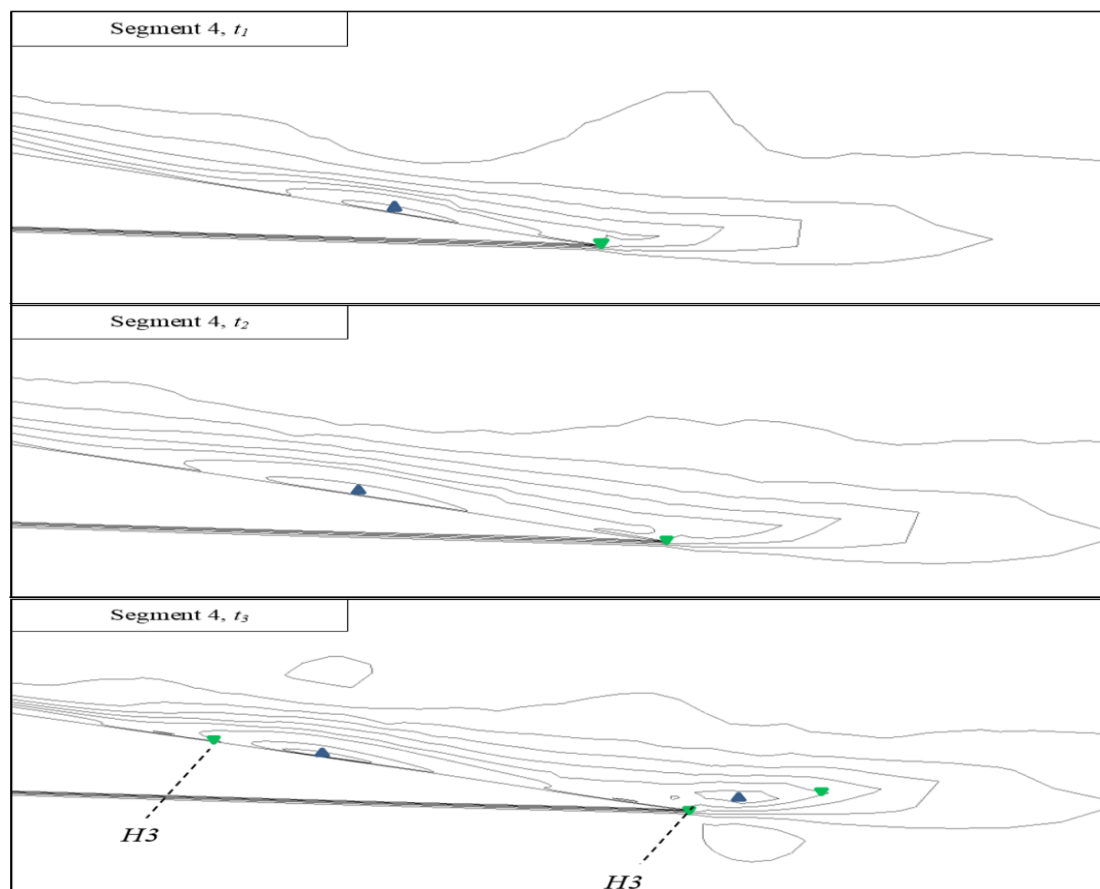 Segment 4, t1
Segment 4, t2
Segment 4, t3
H3
H3